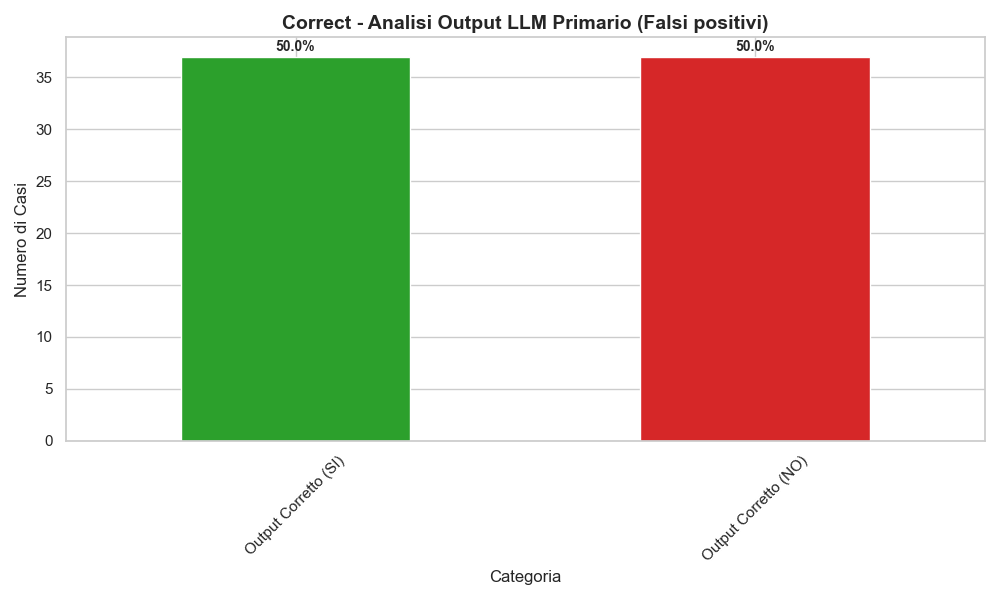 Correct - Analisi Output LLM Primario (Falsi positivi)
50.0%
50.0%
35
30
25
20
15
10
5
0
Numero di Casi
Output Corretto (SI)
Output Corretto (NO)
Categoria